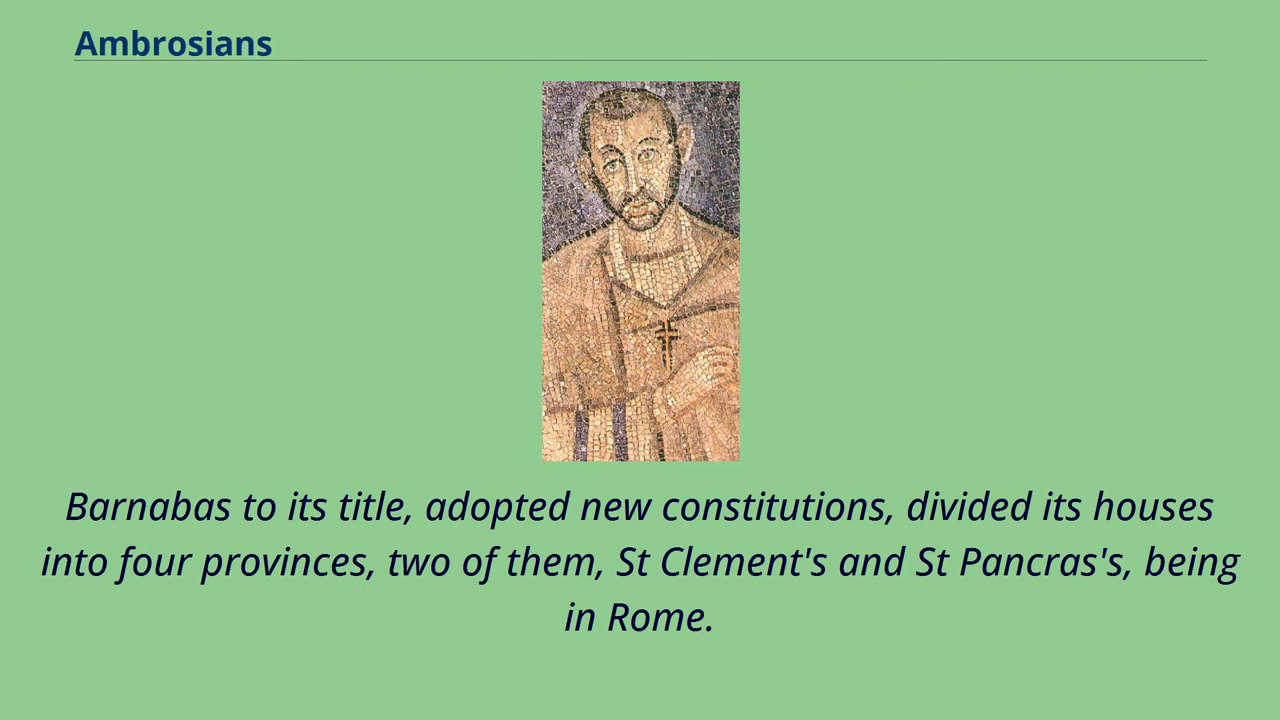 Ambrosians
Barnabas to its title, adopted new constitutions, divided its houses
into four provinces, two of them, St Clement's and St Pancras's, being
in Rome.